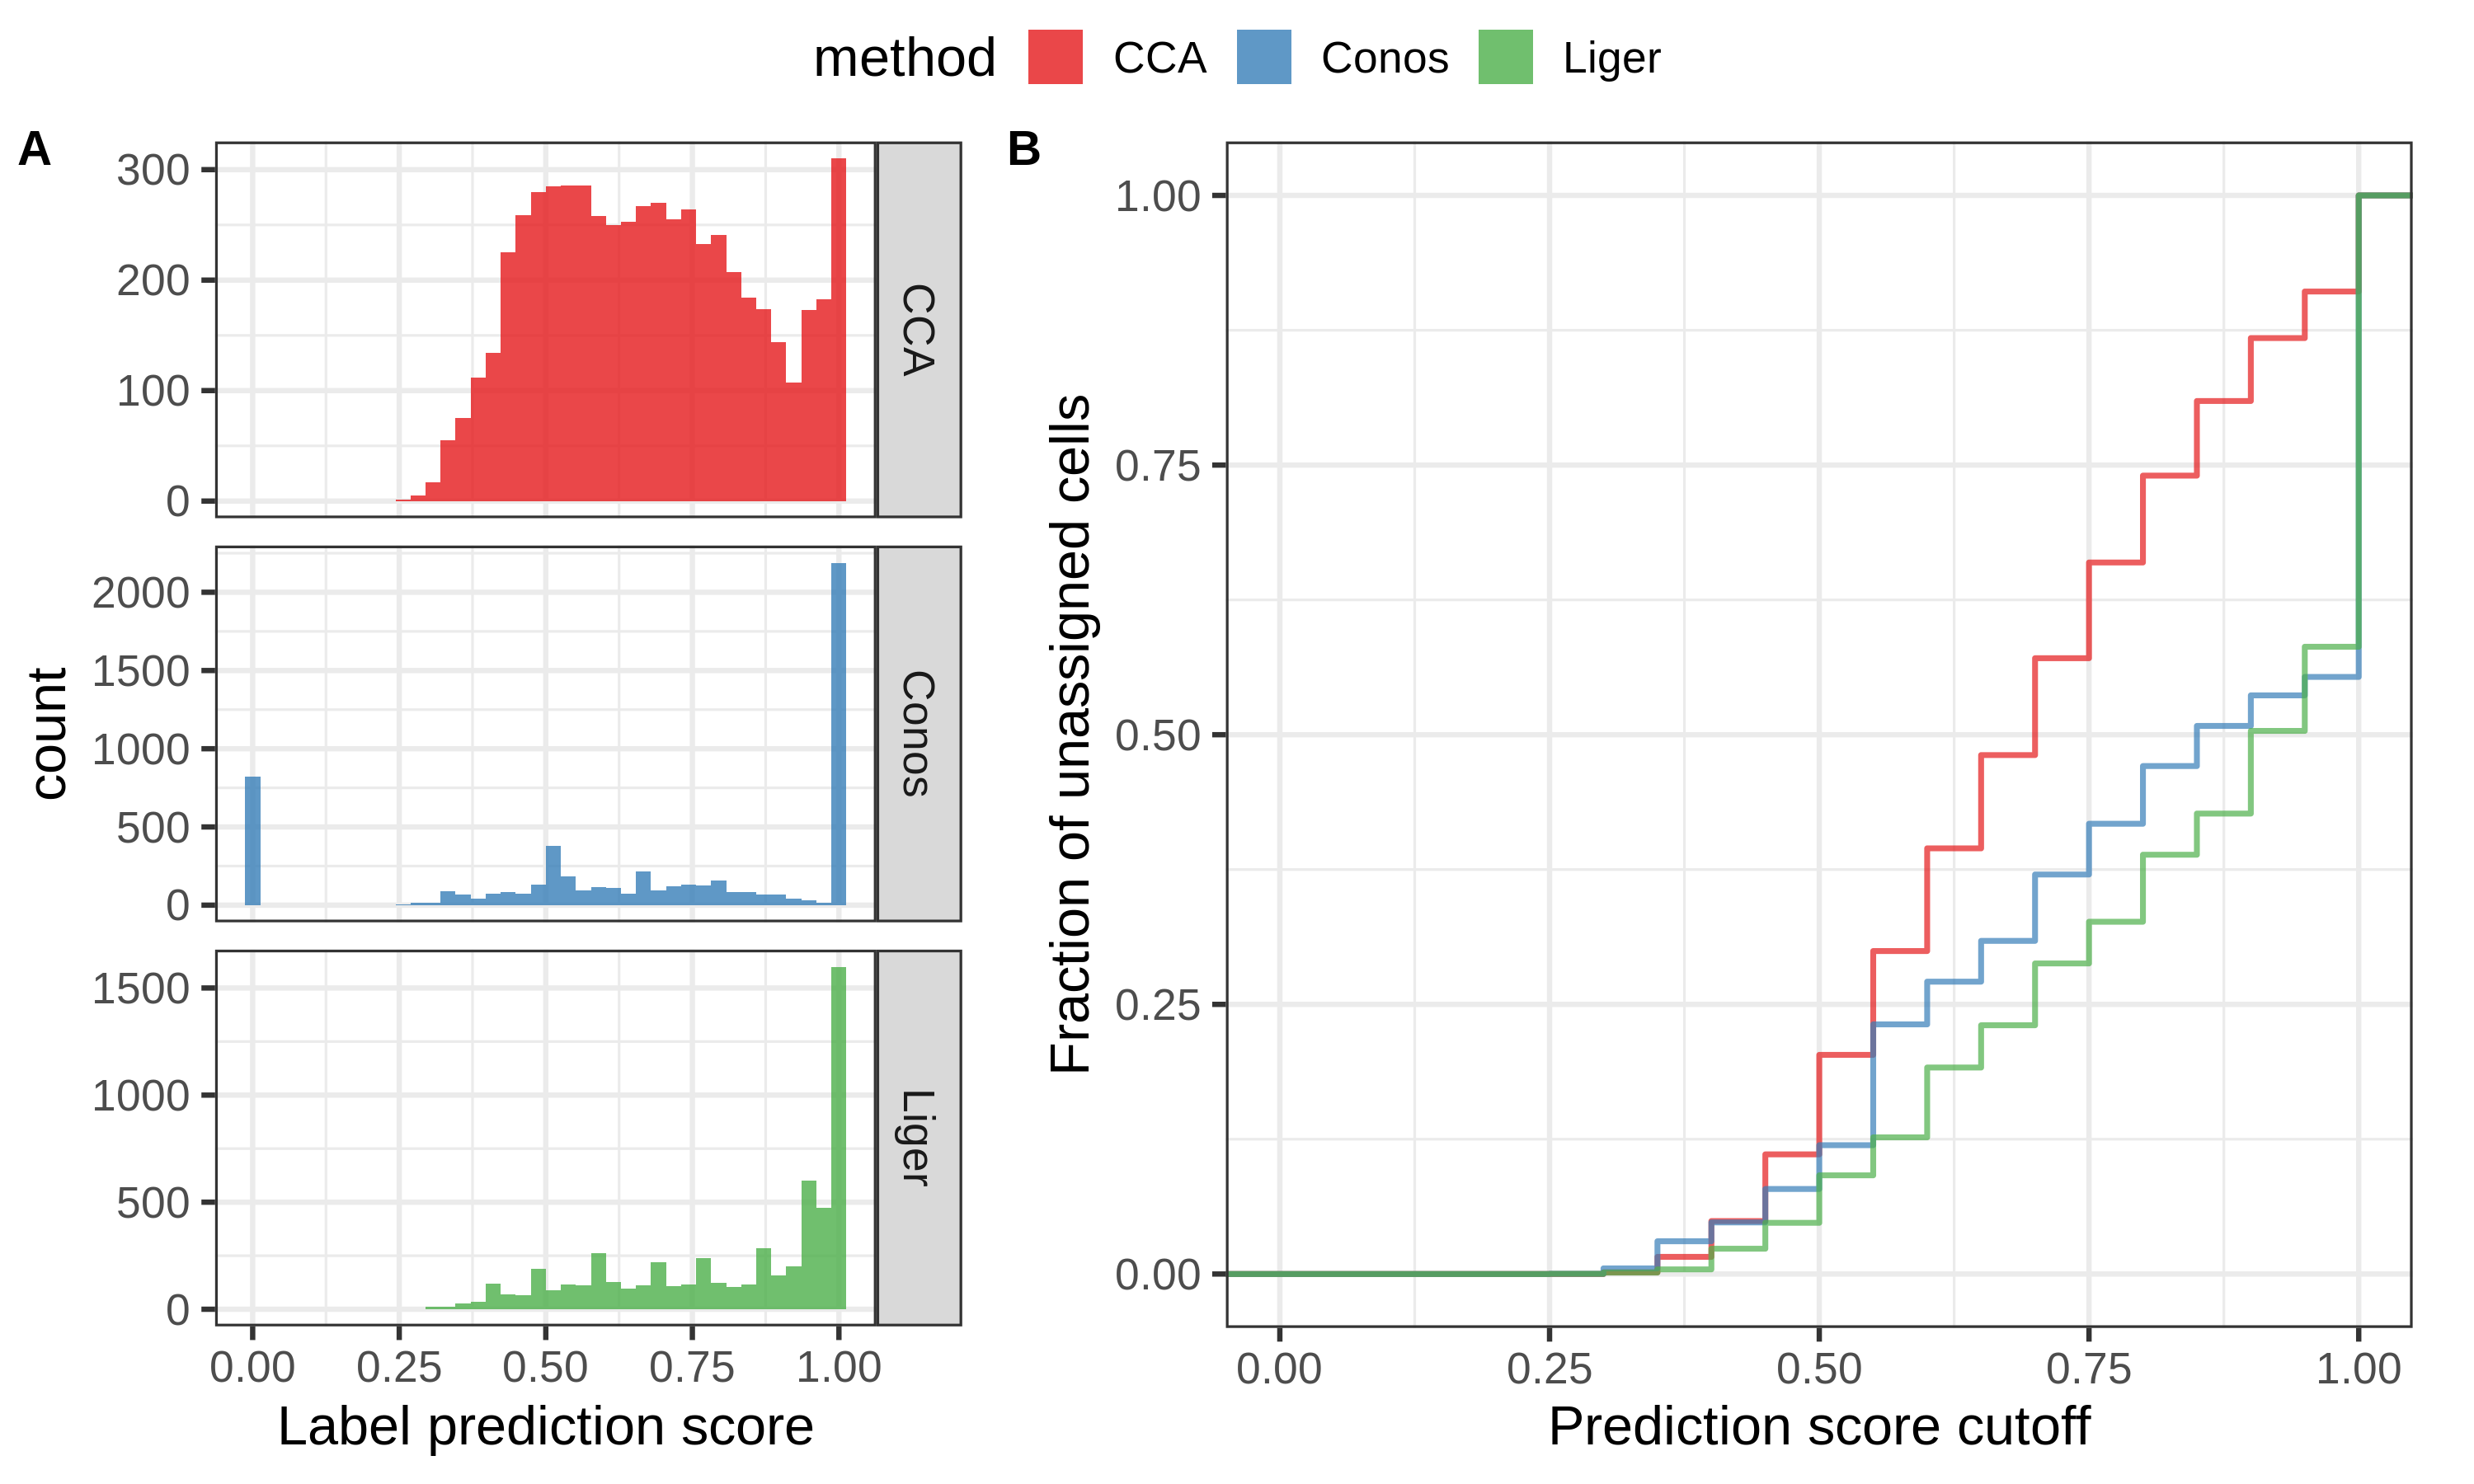 method CCA Conos Liger
A
count
300
200
100
0
CCA
2000
1500
1000
500
0
Conos
1500
1000
500
0
Liger
0.00 0.25 0.50 0.75 1.00
Label prediction score
B
Fraction of unassigned cells
1.00
0.75
0.50
0.25
0.00
0.00 0.25 0.50 0.75 1.00
Prediction score cutoff